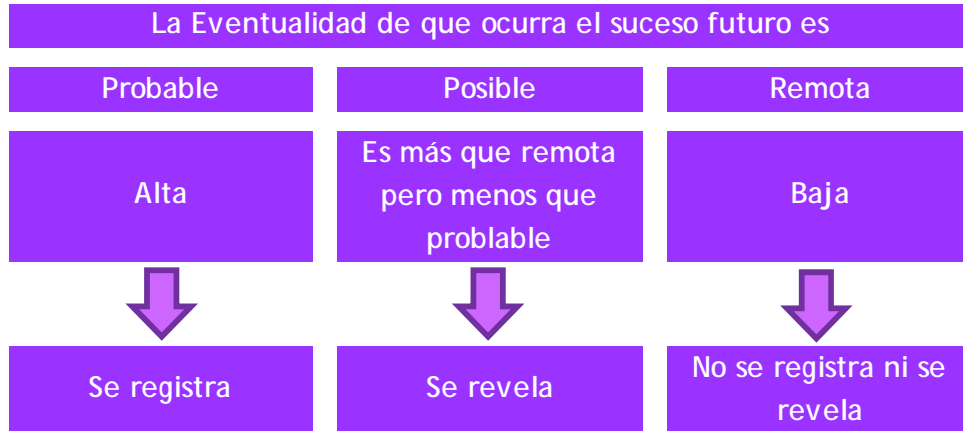 La Eventualidad de que ocurra el suceso futuro es
Probable
Posible
Remota
Alta
Es más que remota
pero menos que
problable
Baja
Se registra
Se revela
No se registra ni se
revela